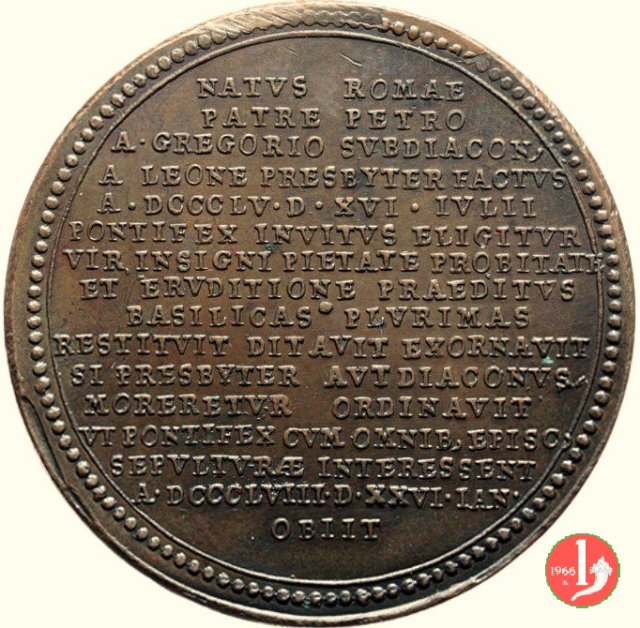 NATVS ROMAE
PATRE PETRO
A·GREGORIO SVBDIACON,
A LEONE PRESBYTER FACTVS
A·DCCCLV·D·XVI·IVLII
PONTIFEX INVITVS ELIGITVR
VIR INSIGNI PIETATE PROBITATE
ET ERVDITIONE PRAEDITVS
BASILICAS PLVRIMAS
RESTITVIT DITAVIT EXORNAVIT
SI PRESBYTER AVT DIACONVS
MORERETVR ORDINAVIT
VT PONTIFEX CVM OMNIB, EPISC,
SEPVLTVRÆ INTERESSENT
A·DCCCLVIII·D·XXVI·IAN·
OBIIT
1966